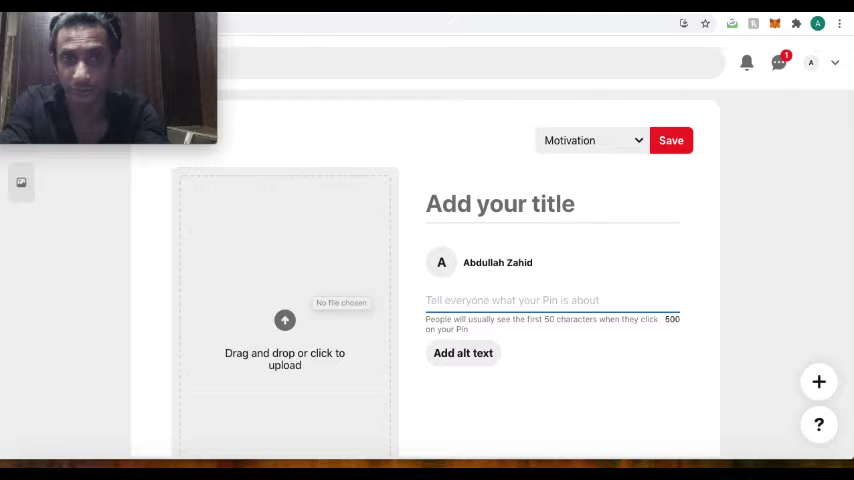 1
A
A
Motivation
Save
Add your title
A
Abdullah Zahid
Tell everyone what your Pin is about
People will usually see the first 50 characters when they click
500
on your Pin
No file chosen
Drag and drop or click to
upload
Add alt text
+
?